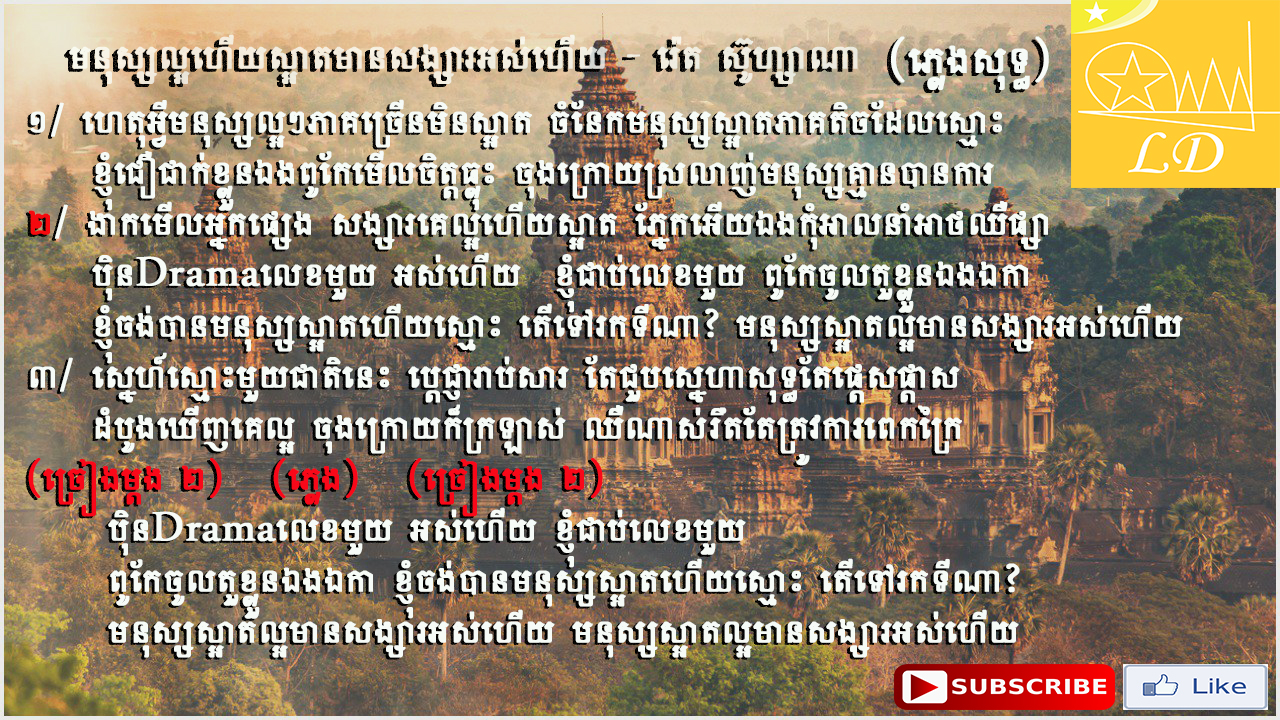 មនុស្សល្អហើយស្អាតមានសង្សារអស់ហើយ - រ៉េត ស៊ូហ្សាណា (ភ្លេងសុទ្ធ)
១/ ហេតុអ្វីមនុស្សល្អៗភាគច្រើនមិនស្អាត ចំនែកមនុស្សស្អាតភាគតិចដែលស្មោះ
ខ្ញុំជឿជាក់ខ្លួនឯងពូកែមើលចិត្តធ្លុះ ចុងក្រោយស្រលាញ់មនុស្សគ្មានបានការ
២/ ងាកមើលអ្នកផ្សេង សង្សារគេល្អហើយស្អាត ភ្នែកអើយឯងកុំអាលនាំអាថឈឺផ្សា
ប៉ិនDramaលេខមួយ អស់ហើយ ខ្ញុំជាប់លេខមួយ ពូកែចូលតួខ្លួនឯងឯកា
ខ្ញុំចង់បានមនុស្សស្អាតហើយស្មោះ តើទៅរកទីណា? មនុស្សស្អាតល្អមានសង្សារអស់ហើយ
៣/ ស្នេហ៍ស្មោះមួយជាតិនេះ ប្ដេជ្ញារាប់សារ តែជួបស្នេហាសុទ្ធតែផ្ដេសផ្ដាស
ដំបូងឃើញគេល្អ ចុងក្រោយក៏ក្រឡាស់ ឈឺណាស់រឹតតែត្រូវការពេកក្រៃ
(ច្រៀងម្ដង ២) (ភ្លេង) (ច្រៀងម្ដង ២)
ប៉ិនDramaលេខមួយ អស់ហើយ ខ្ញុំជាប់លេខមួយ
ពូកែចូលតួខ្លួនឯងឯកា ខ្ញុំចង់បានមនុស្សស្អាតហើយស្មោះ តើទៅរកទីណា?
មនុស្សស្អាតល្អមានសង្សារអស់ហើយ មនុស្សស្អាតល្អមានសង្សារអស់ហើយ
LD
SUBSCRIBE
Like